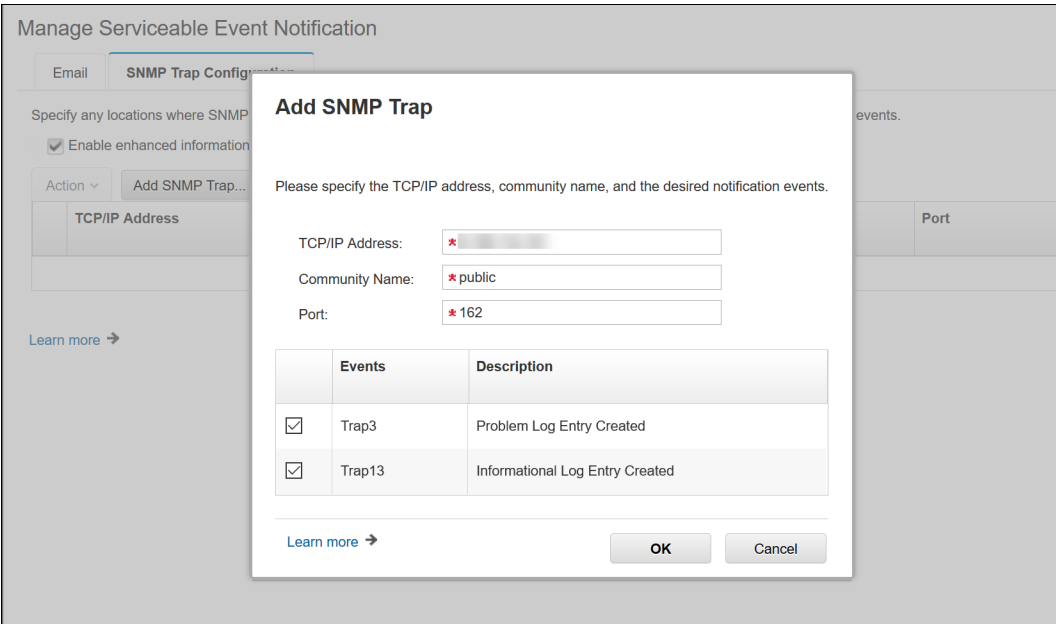 Manage Serviceable Event Notification
Email
SNMP Trap Configuration
Specify any locations where SNMP
events.
Enable enhanced information
Action
Add SNMP Trap...
TCP/IP Address
Port
Learn more
Add SNMP Trap
Please specify the TCP/IP address, community name, and the desired notification events.
TCP/IP Address: *
Community Name: * public
Port: * 162
Events Description
Trap3 Problem Log Entry Created
Trap13 Informational Log Entry Created
Learn more
OK
Cancel